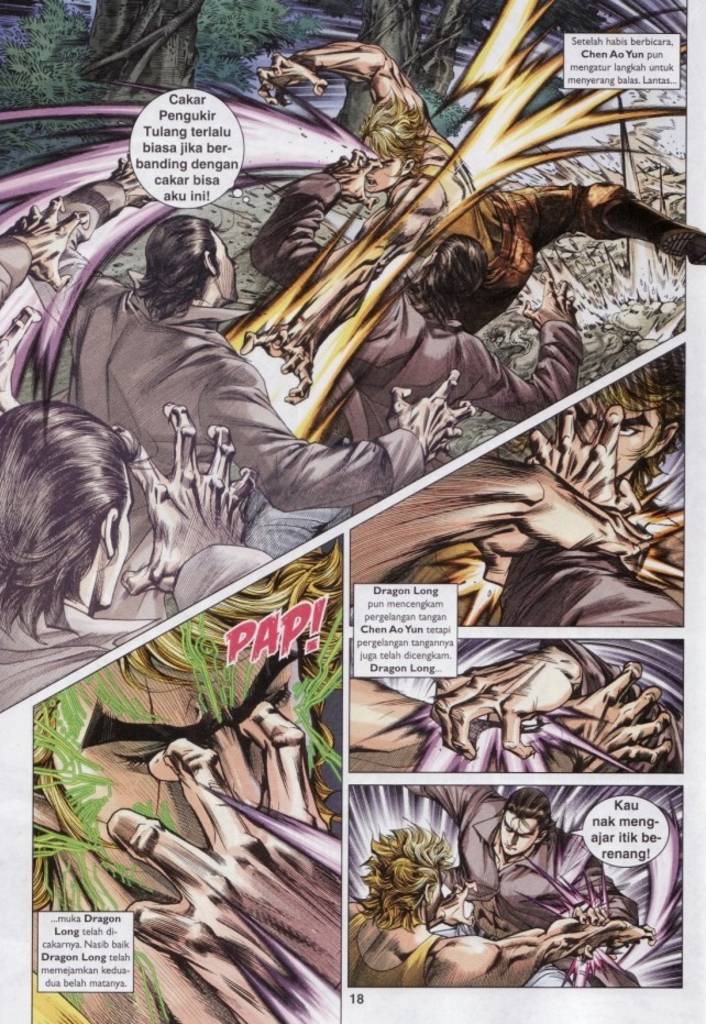 Setelah habis berbicara,
Chen Ao Yun pun
mengatur langkah untuk
menyerang balas. Lantas...
Cakar
Pengukir
Tulang terlalu
biasa jika ber-
banding dengan
cakar bisa
aku ini!
Dragon Long
pun mencengkam
pergelangan tangan
Chen Ao Yun tetapi
pergelangan tangannya
juga telah dicengkam.
Dragon Long...
PAP!
...muka Dragon
Long telah di-
cakarnya. Nasib baik
Dragon Long telah
memejamkan kedua-
dua belah matanya.
Kau
nak meng-
ajar itik be-
renang!
18